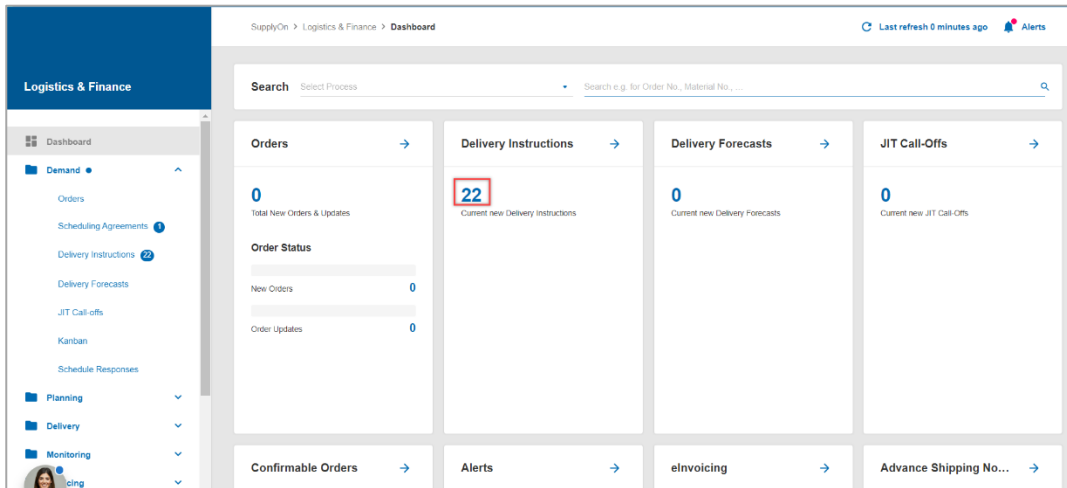 SupplyOn > Logistics & Finance > Dashboard
Last refresh 0 minutes ago
Alerts
Logistics & Finance
Search
Select Process
Search e.g. for Order No., Material No., ...
Dashboard
Demand
Orders
Scheduling Agreements 1
Delivery Instructions 22
Delivery Forecasts
JIT Call-offs
Kanban
Schedule Responses
Planning
Delivery
Monitoring
cing
Orders
0
Total New Orders & Updates
Order Status
New Orders 0
Order Updates 0
Delivery Instructions
22
Current new Delivery Instructions
Delivery Forecasts
0
Current new Delivery Forecasts
JIT Call-Offs
0
Current new JIT Call-Offs
Confirmable Orders
Alerts
eInvoicing
Advance Shipping No...